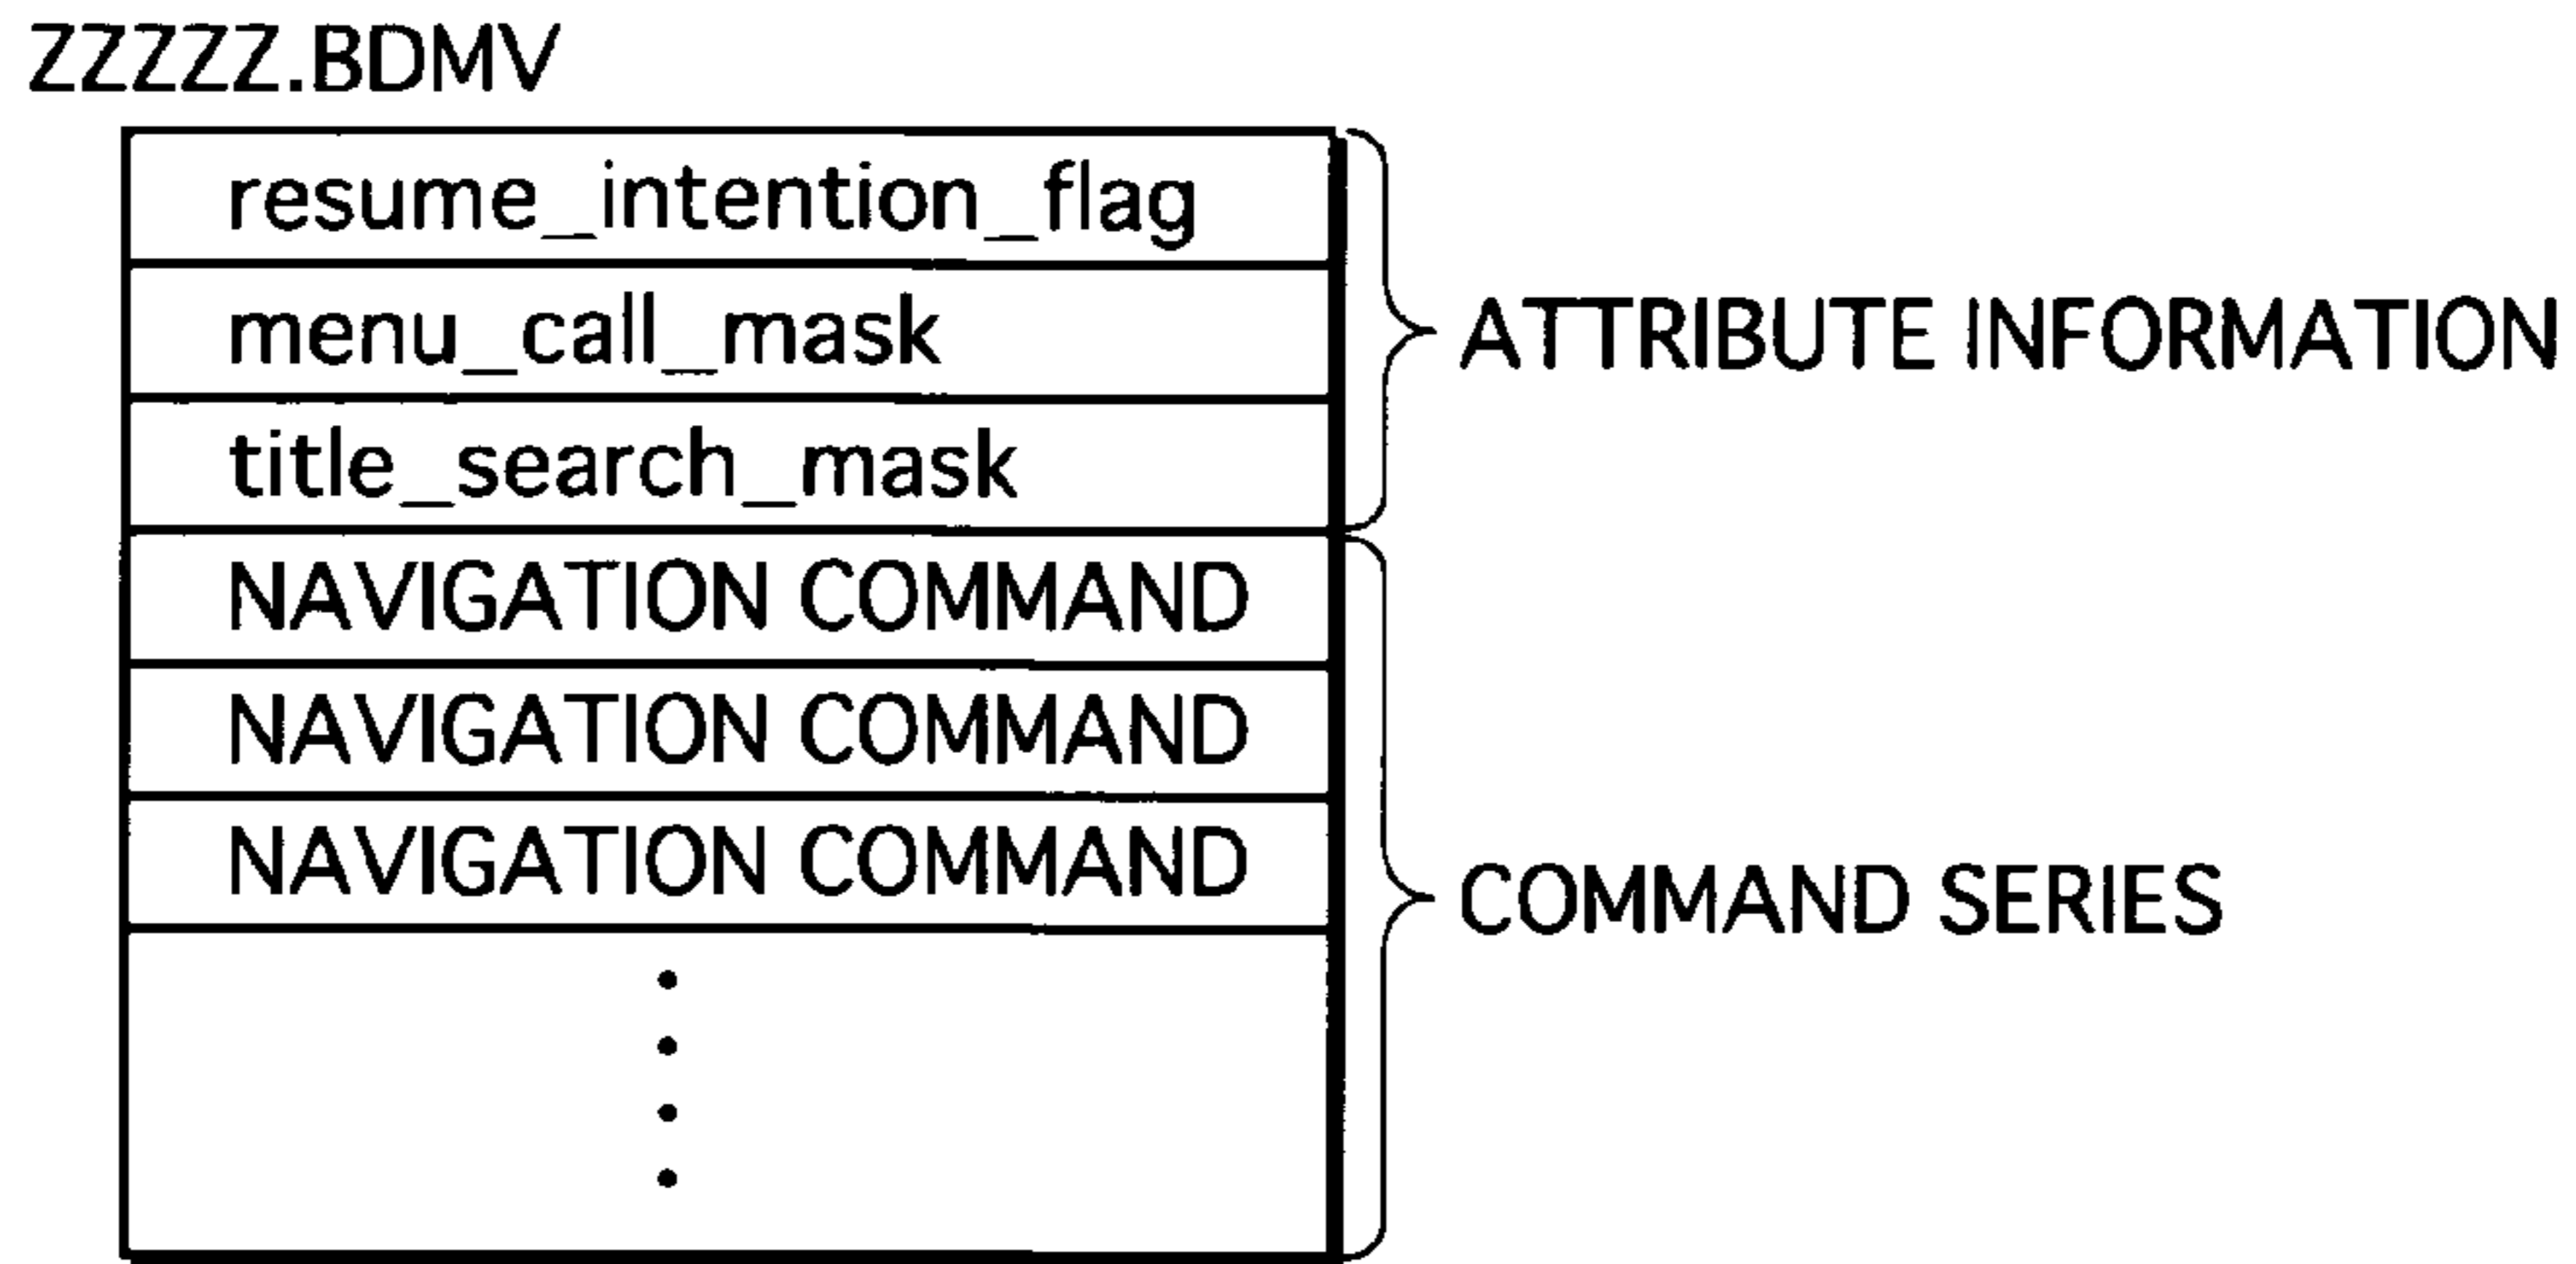 ZZZZZ.BDMV
resume_intention_flag
menu_call_mask
ATTRIBUTE INFORMATION
title_search_mask
NAVIGATION COMMAND
NAVIGATION COMMAND
NAVIGATION COMMAND
COMMAND SERIES